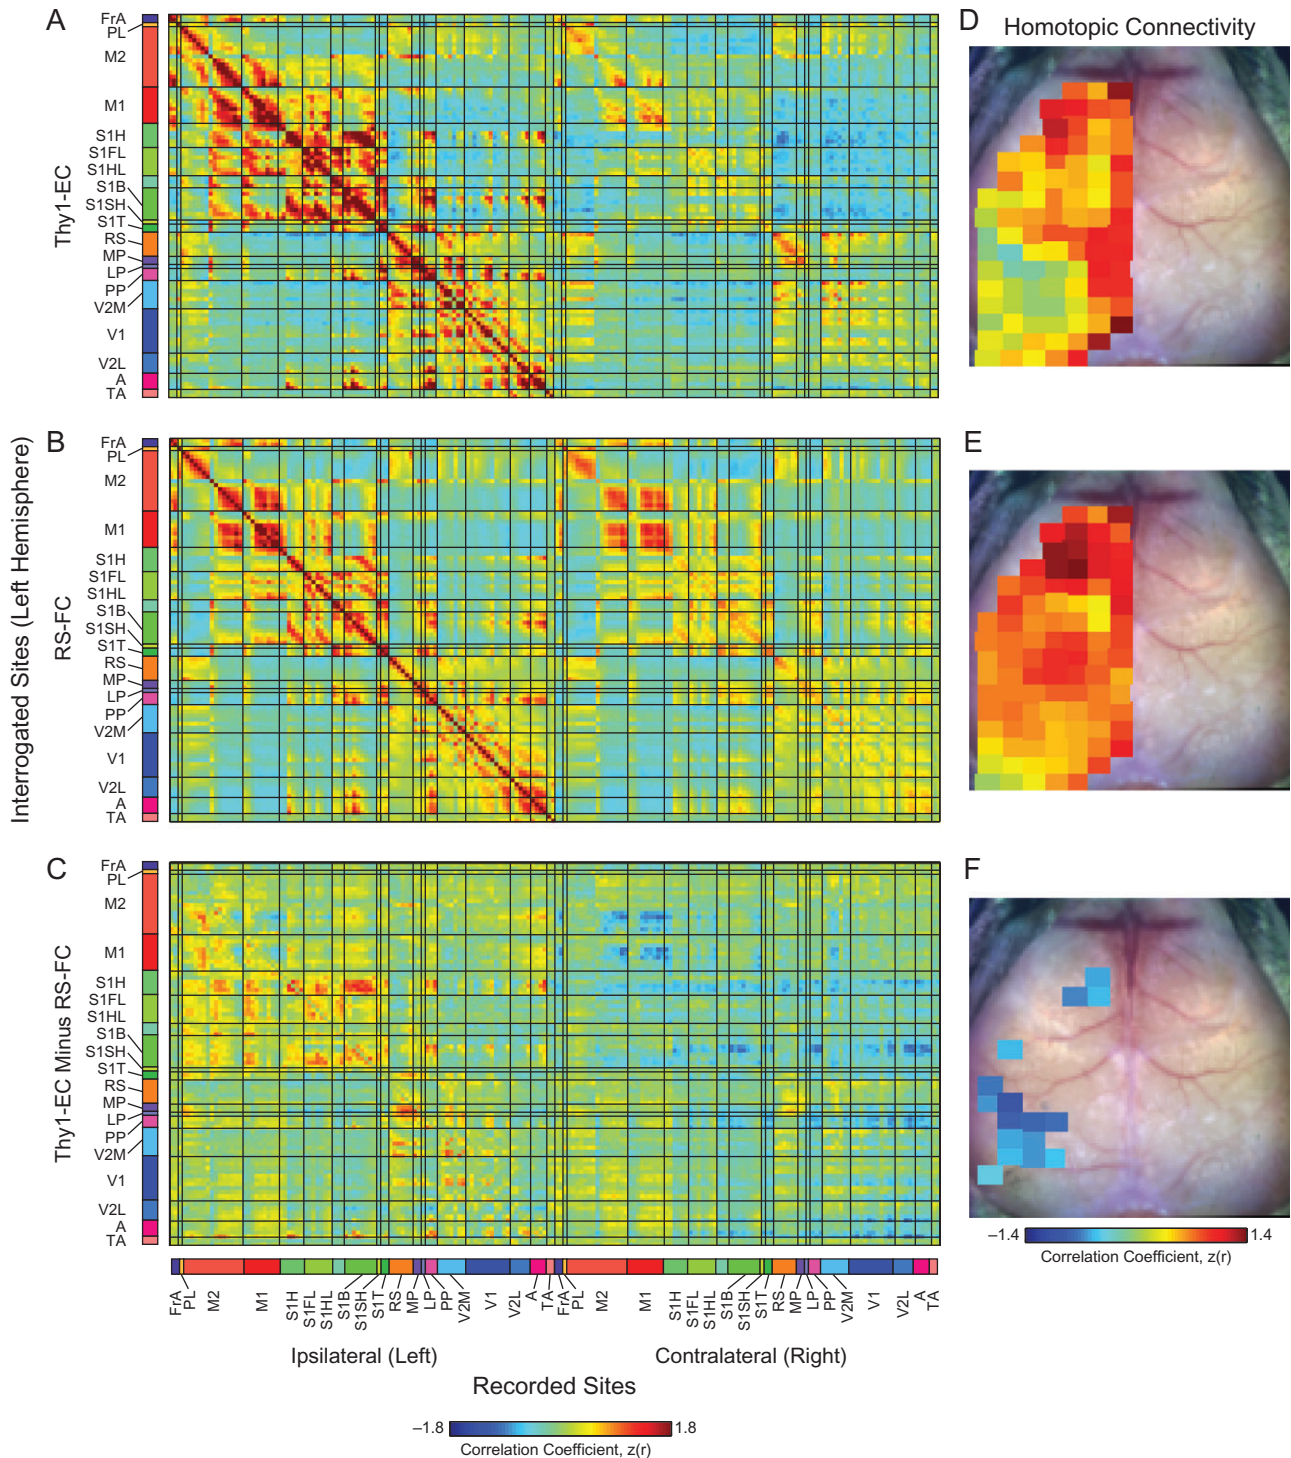 A
D
Homotopic Connectivity
FrA
PL
M2
M1
S1H
S1FL
S1HL
S1B
S1SH
S1T
RS
MP
LP
PP
V2M
V1
V2L
A
TA
Thy1-EC
Interrogated Sites (Left Hemisphere)
B
E
FrA
PL
M2
M1
S1H
S1FL
S1HL
S1B
S1SH
S1T
RS
MP
LP
PP
V2M
V1
V2L
A
TA
RS-FC
C
F
FrA
PL
M2
M1
S1H
S1FL
S1HL
S1B
S1SH
S1T
RS
MP
LP
PP
V2M
V1
V2L
A
TA
Thy1-EC Minus RS-FC
−1.4 1.4
Correlation Coefficient, z(r)
FrA PL M2 M1 S1H S1FL S1HL S1B S1SH S1T RS MP LP PP V2M V1 V2L A TA FrA PL M2 M1 S1H S1FL S1HL S1B S1SH S1T RS MP LP PP V2M V1 V2L A TA
Ipsilateral (Left) Contralateral (Right)
Recorded Sites
−1.8 1.8
Correlation Coefficient, z(r)